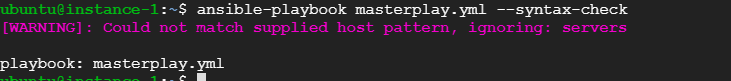 ubuntu@instance-1:~$ ansible-playbook masterplay.yml --syntax-check
[WARNING]: Could not match supplied host pattern, ignoring: servers
playbook: masterplay.yml
ubuntu@instance-1:~$